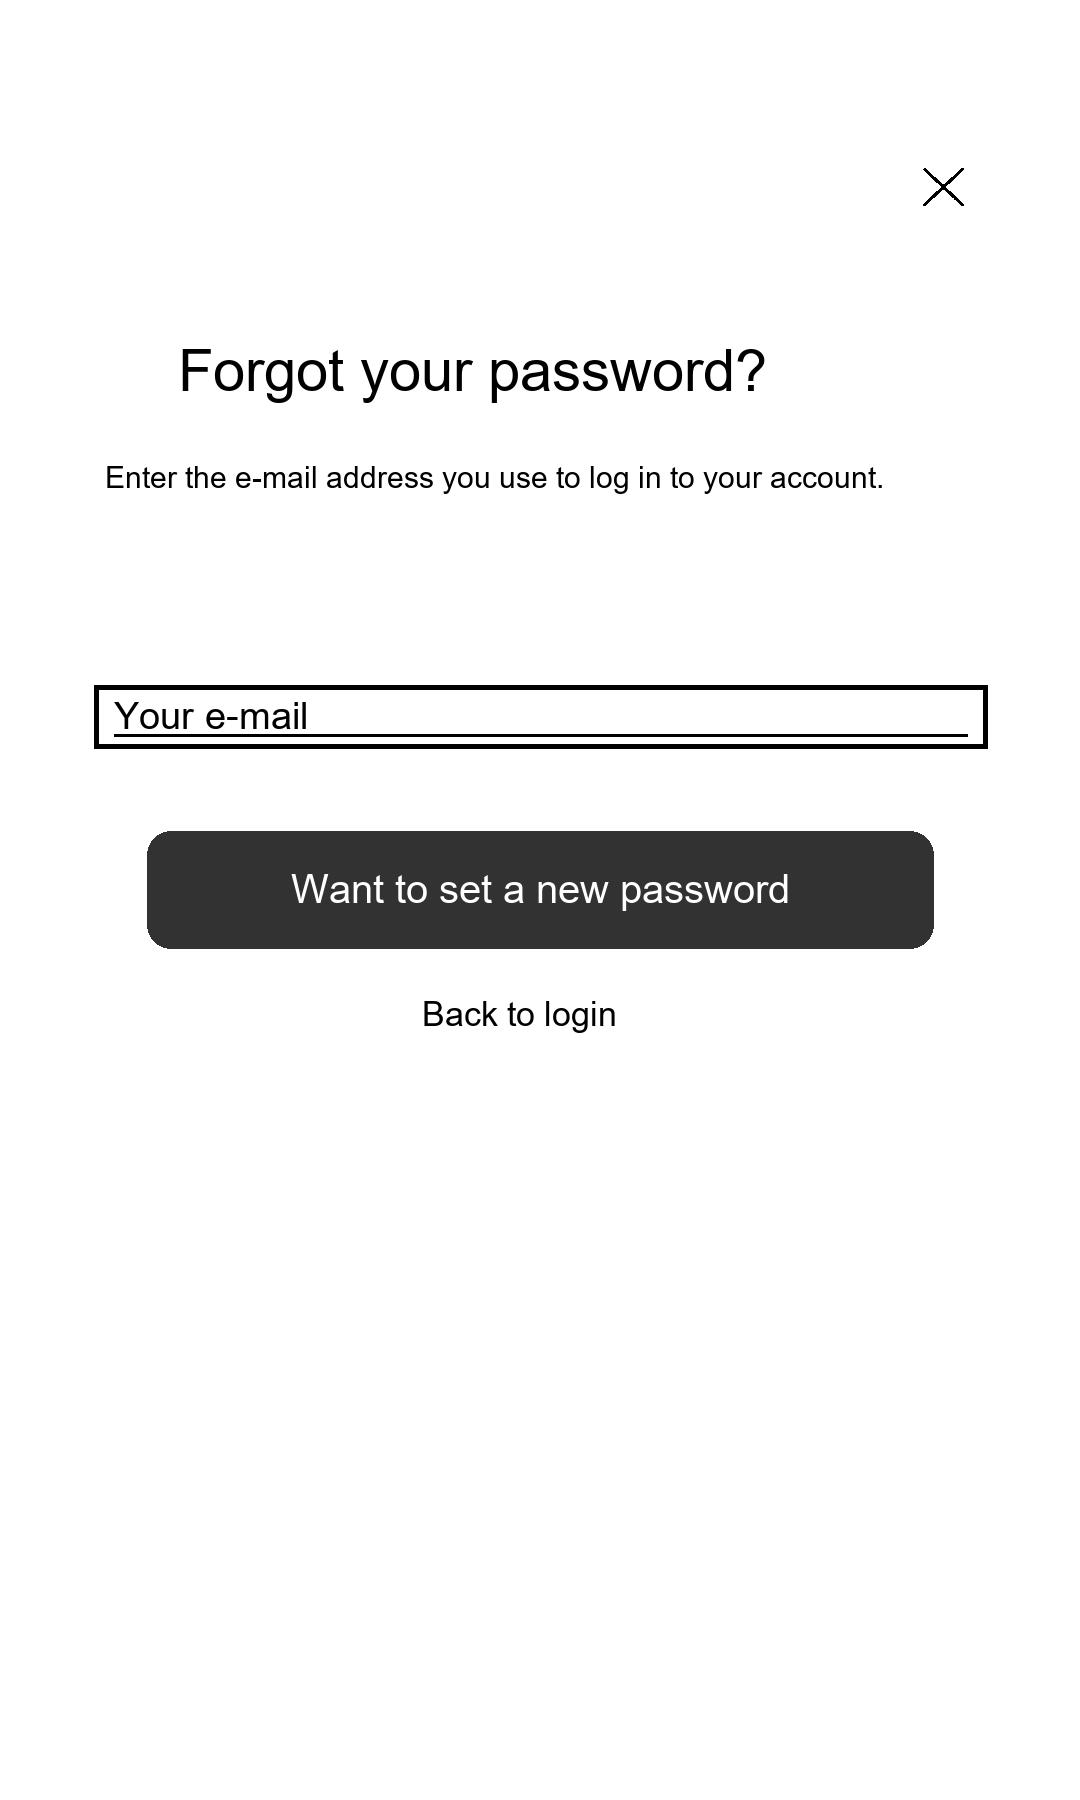 Forgot your password?
Enter the e-mail address you use to log in to your account.
Your e-mail
Want to set a new password
Back to login